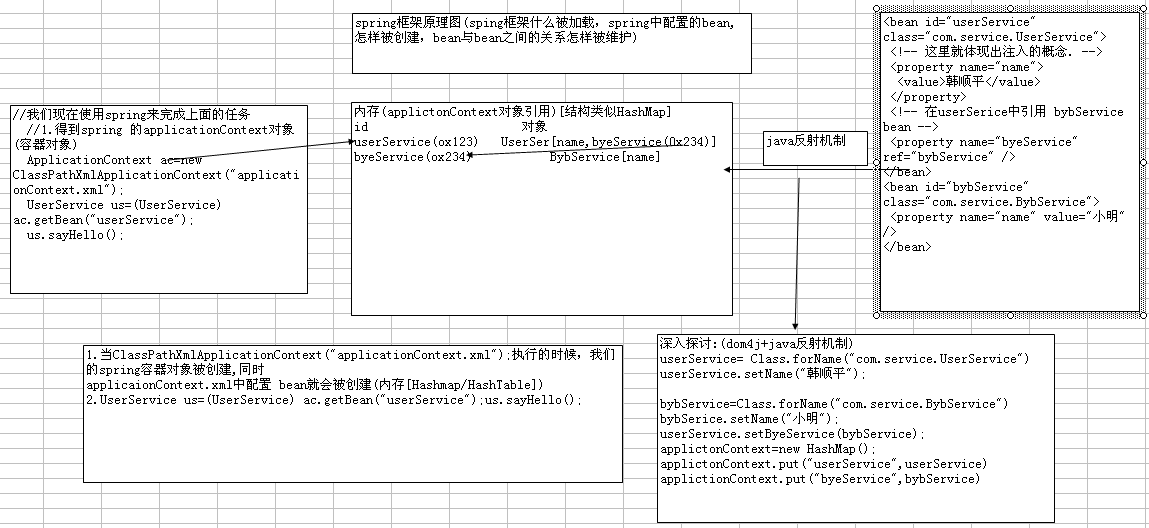 spring框架原理图(sping框架什么被加载, spring中配置的bean,
怎样被创建, bean与bean之间的关系怎样被维护)
<bean id="userService"
class="com.service.UserService">
<!-- 这里就体现出注入的概念. -->
<property name="name">
<value>韩顺平</value>
</property>
<!-- 在userSerice中引用 bybService
bean -->
<property name="byeService"
ref="bybService" />
</bean>
<bean id="bybService"
class="com.service.BybService">
<property name="name" value="小明"
/>
</bean>
//我们现在使用spring来完成上面的任务
//1.得到spring 的applicationContext对象
(容器对象)
ApplicationContext ac=new
ClassPathXmlApplicationContext("applicati
onContext.xml");
UserService us=(UserService)
ac.getBean("userService");
us.sayHello();
内存(applictonContext对象引用)[结构类似HashMap]
id 对象
userService(ox123) UserSer[name,byeService(0x234)]
byeService(ox234) BybService[name]
java反射机制
1.当ClassPathXmlApplicationContext("applicationContext.xml");执行的时候, 我们
的spring容器对象被创建,同时
applicaionContext.xml中配置 bean就会被创建(内存[Hashmap/HashTable])
2.UserService us=(UserService) ac.getBean("userService");us.sayHello();
深入探讨:(dom4j+java反射机制)
userService= Class.forName("com.service.UserService")
userService.setName("韩顺平");
bybService=Class.forName("com.service.BybService")
bybSerice.setName("小明");
userService.setByeService(bybService);
applictonContext=new HashMap();
applictonContext.put("userService",userService)
applictionContext.put("byeService",bybService)